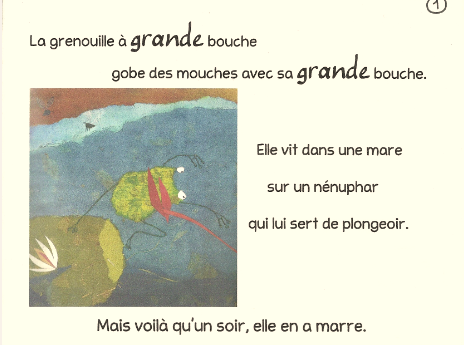 1
La grenouille à grande bouche
gobe des mouches avec sa grande bouche.
Elle vit dans une mare
sur un nénuphar
qui lui sert de plongeoir.
Mais voilà qu'un soir, elle en a marre.